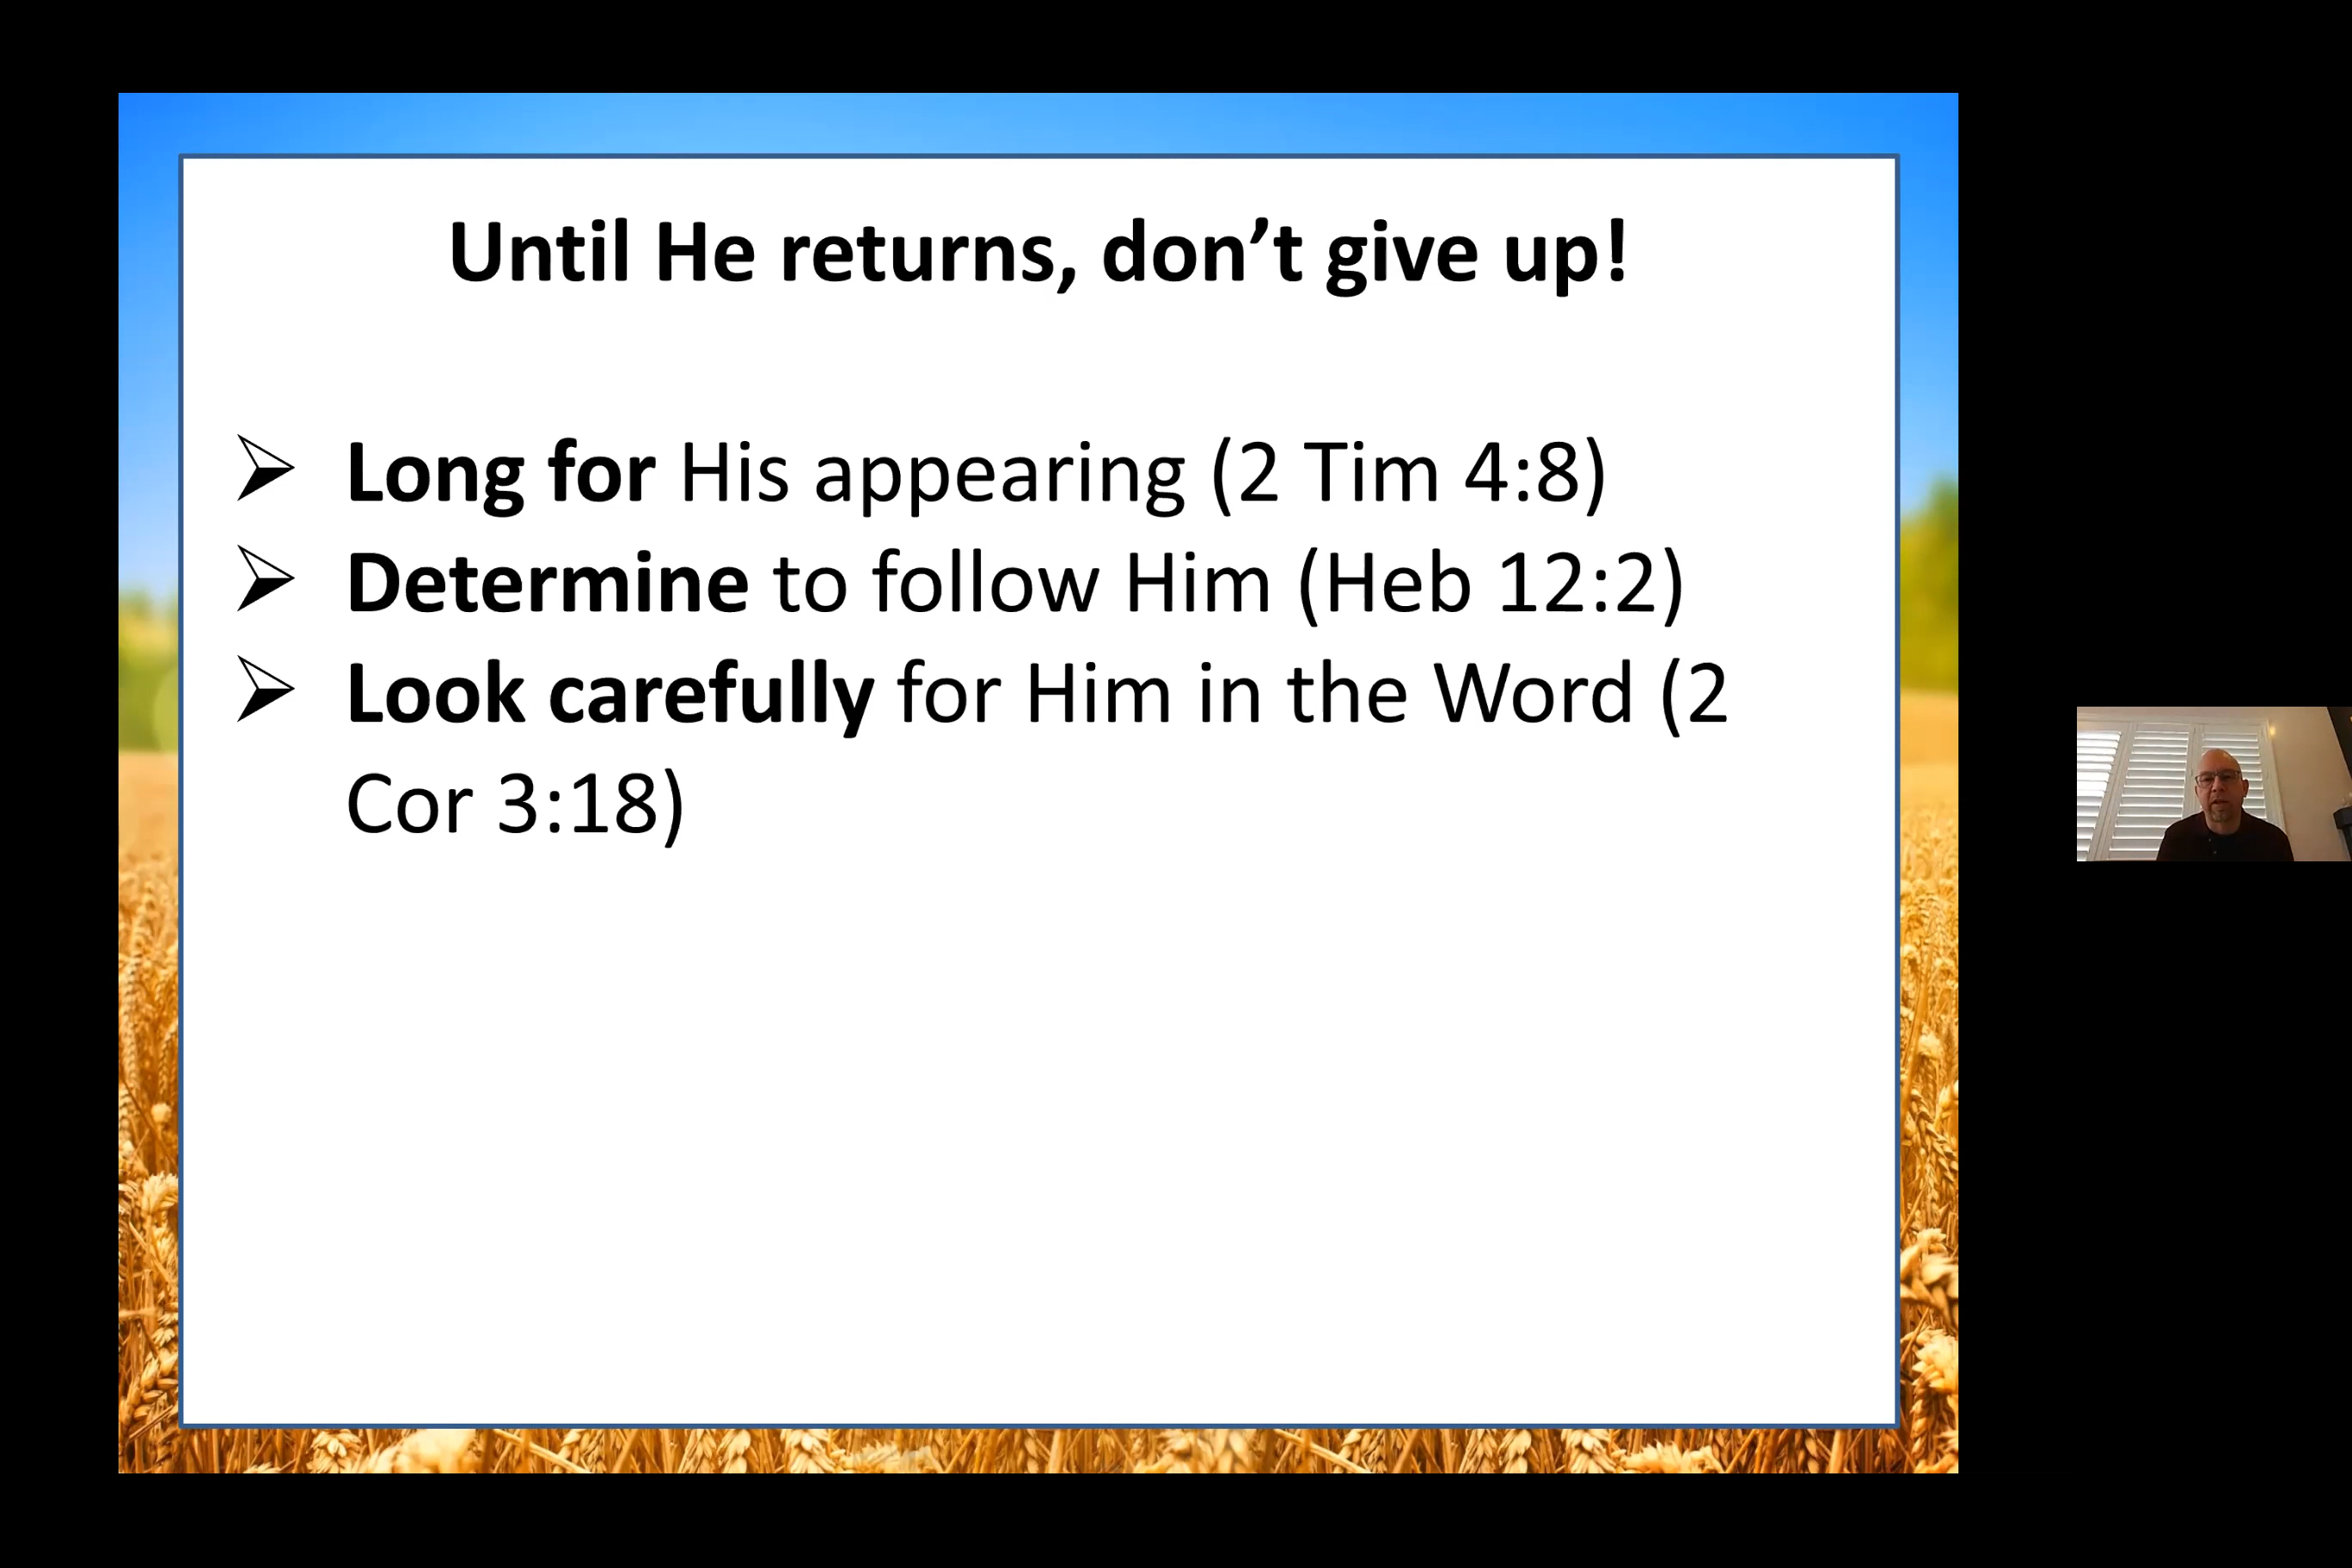 Until He returns, don’t give up!
Long for His appearing (2 Tim 4:8)
Determine to follow Him (Heb 12:2)
Look carefully for Him in the Word (2
Cor 3:18)